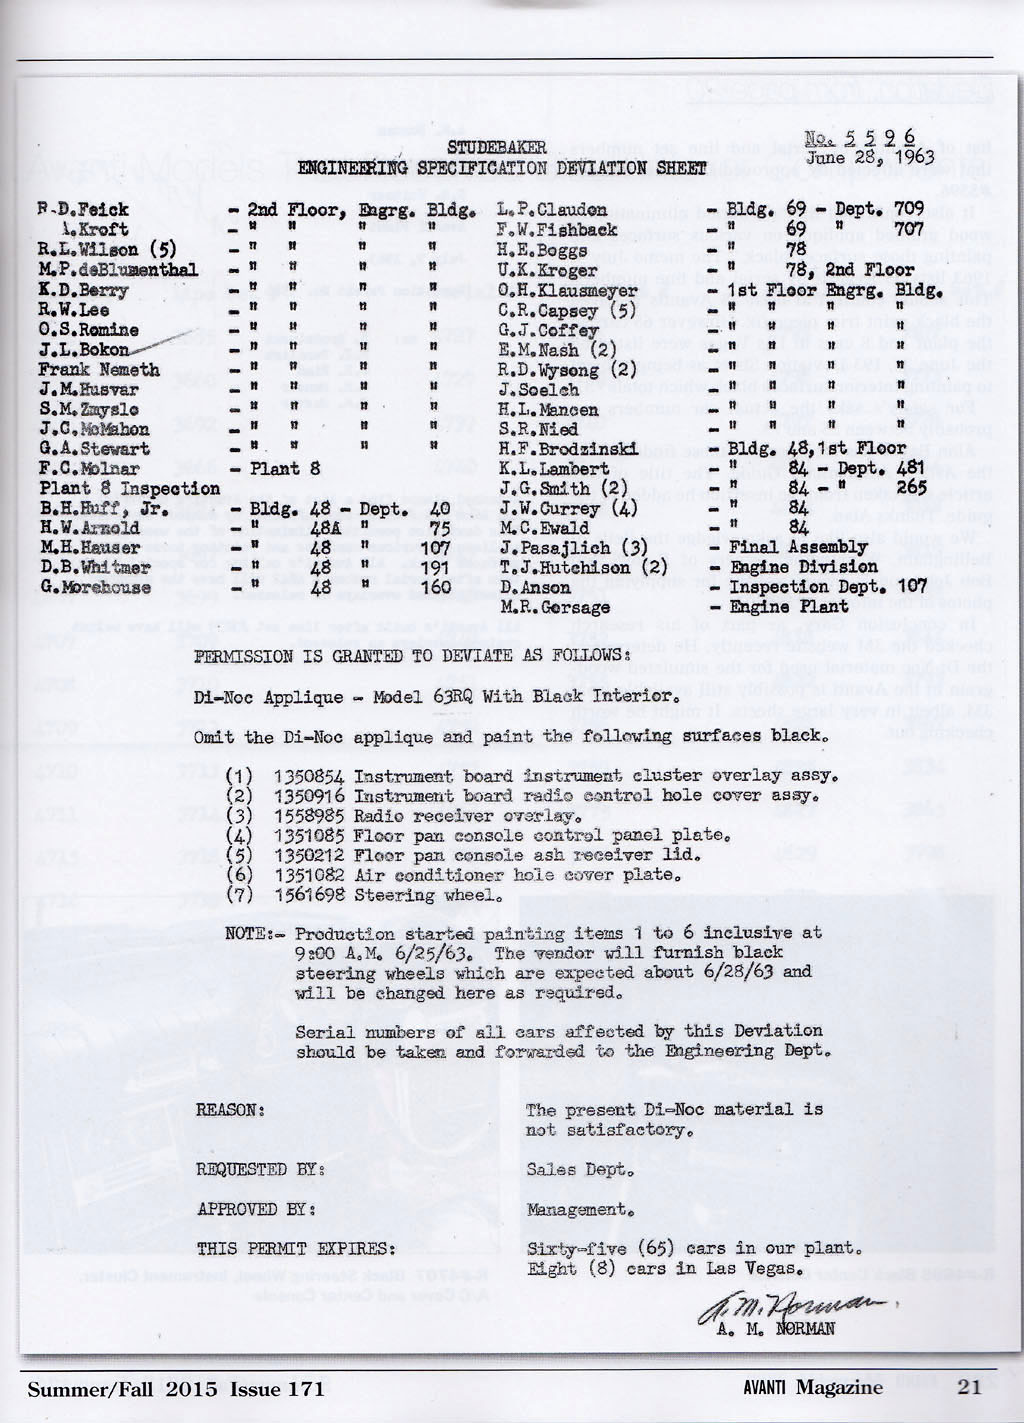 No. 5 5 9 6
STUDEBAKER June 28, 1963
ENGINEERING SPECIFICATION DEVIATION SHEET
D.Feick - 2nd Floor, Engrg. Bldg. L.P.Claudon - Bldg. 69 - Dept. 709
A.Kroft - " " " " F.W.Fishback - " 69 " 707
R.L.Wilson (5) - " " " " H.E.Boggs - " 78
M.P.deBlumenthal - " " " " U.K.Kroger - " 78, 2nd Floor
K.D.Berry - " " " " O.H.Klausmeyer - 1st Floor Engrg. Bldg.
R.W.Lee - " " " " C.R.Capsey (5) - " " " "
O.S.Romine - " " " " G.J.Coffey - " " " "
J.L.Bokon - " " " " E.M.Nash (2) - " " " "
Frank Nemeth - " " " " R.D.Wysong (2) - " " " "
J.M.Husvar - " " " " J.Soelch - " " " "
S.M.Zmyslo - " " " " H.L.Mancen - " " " "
J.C.McMahon - " " " " S.R.Nied - " " " "
G.A.Stewart - " " " " H.F.Brodzinski - Bldg. 48,1st Floor
F.C.Molnar - Plant 8 K.L.Lambert - " 84 - Dept. 481
Plant 8 Inspection J.G.Smith (2) - " 84 - " 265
B.H.Huff, Jr. - Bldg. 48 - Dept. 40 J.W.Currey (4) - " 84
H.W.Arnold - " 48A " 75 M.C.Ewald - " 84
M.H.Hauser - " 48 " 107 J.Pasajlich (3) - Final Assembly
D.B.Whitmer - " 48 " 191 T.J.Hutchison (2) - Engine Division
G.Morehouse - " 48 " 160 D.Anson - Inspection Dept. 107
M.R.Gorsage - Engine Plant
PERMISSION IS GRANTED TO DEVIATE AS FOLLOWS:
Di-Noc Applique - Model 63RQ With Black Interior.
Omit the Di-Noc applique and paint the following surfaces black.
(1) 1350854 Instrument board instrument cluster overlay assy.
(2) 1350916 Instrument board radio control hole cover assy.
(3) 1558985 Radio receiver overlay.
(4) 1351085 Floor pan console control panel plate.
(5) 1350212 Floor pan console ash receiver lid.
(6) 1351082 Air conditioner hole cover plate.
(7) 1561698 Steering wheel.
NOTE:- Production started painting items 1 to 6 inclusive at
9:00 A.M. 6/25/63. The vendor will furnish black
steering wheels which are expected about 6/28/63 and
will be changed here as required.
Serial numbers of all cars affected by this Deviation
should be taken and forwarded to the Engineering Dept.
REASON: The present Di-Noc material is
not satisfactory.
REQUESTED BY: Sales Dept.
APPROVED BY: Management.
THIS PERMIT EXPIRES: Sixty-five (65) cars in our plant.
Eight (8) cars in Las Vegas.
A.M.Norman.
A. M. NORMAN
Summer/Fall 2015 Issue 171 AVANTI Magazine 21